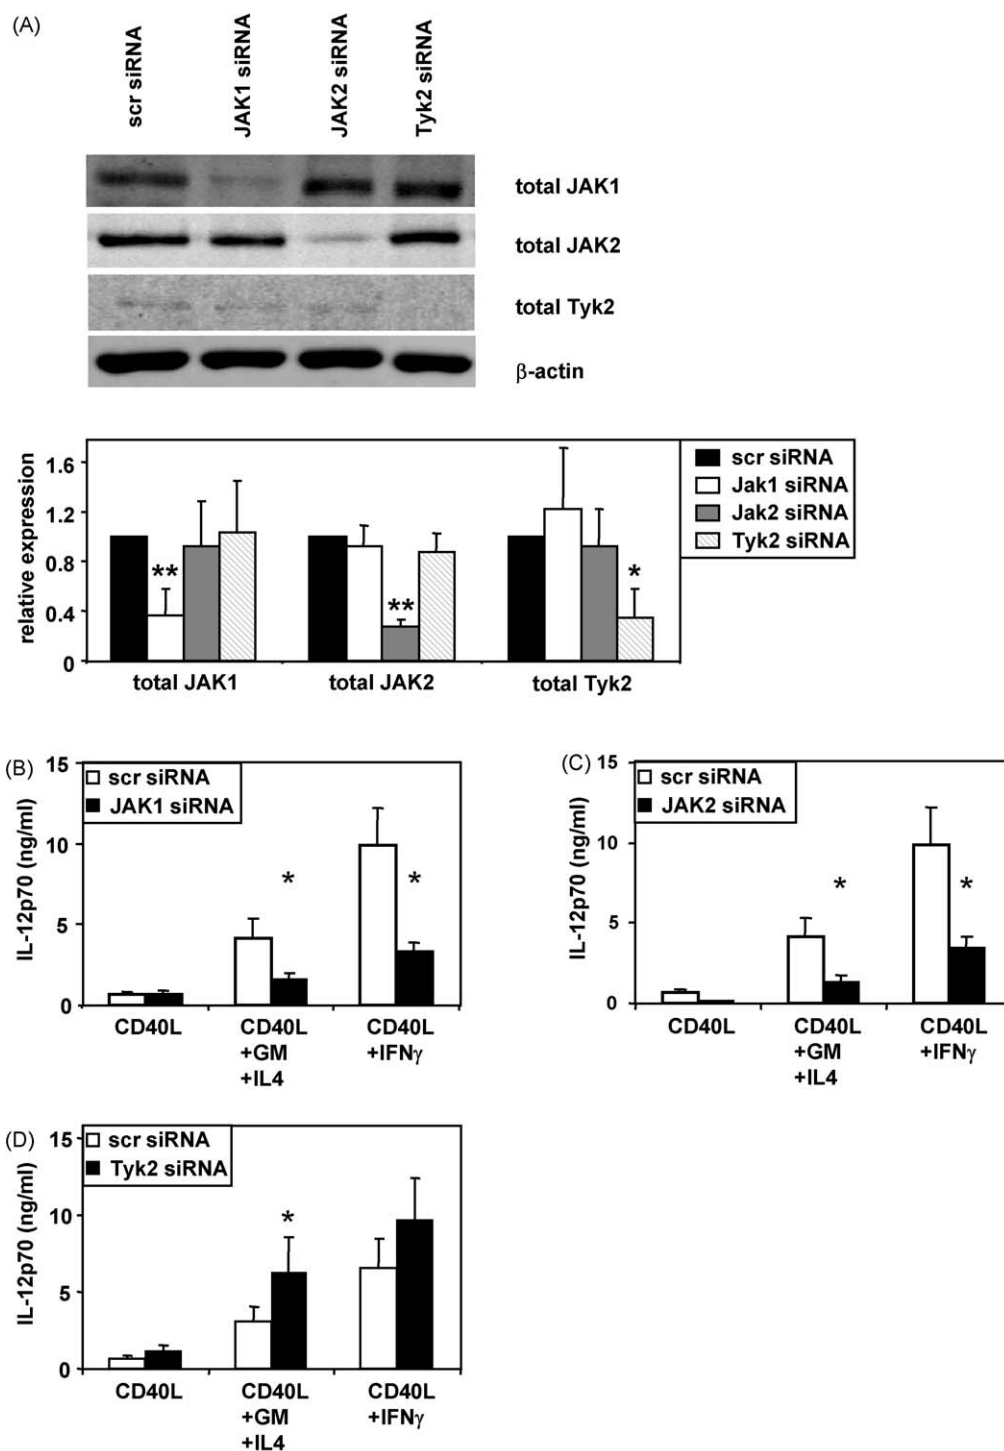 (A)
scr siRNA
JAK1 siRNA
JAK2 siRNA
Tyk2 siRNA
total JAK1
total JAK2
total Tyk2
β-actin
relative expression
1.6
1.2
0.8
0.4
0
**
**
*
scr siRNA
Jak1 siRNA
Jak2 siRNA
Tyk2 siRNA
total JAK1 total JAK2 total Tyk2
(B)
IL-12p70 (ng/ml)
15
10
5
0
scr siRNA
JAK1 siRNA
* *
CD40L CD40L CD40L
+GM +IFNγ
+IL4
(C)
IL-12p70 (ng/ml)
15
10
5
0
scr siRNA
JAK2 siRNA
* *
CD40L CD40L CD40L
+GM +IFNγ
+IL4
(D)
IL-12p70 (ng/ml)
15
10
5
0
scr siRNA
Tyk2 siRNA
*
CD40L CD40L CD40L
+GM +IFNγ
+IL4